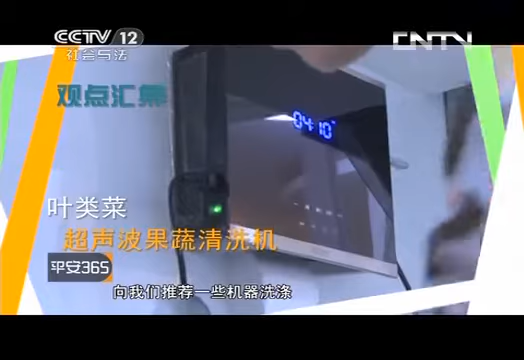 CCTV 12
社会与法
CNTV
观点汇集
04:10
叶类菜
超声波果蔬清洗机
平安365
向我们推荐一些机器洗涤